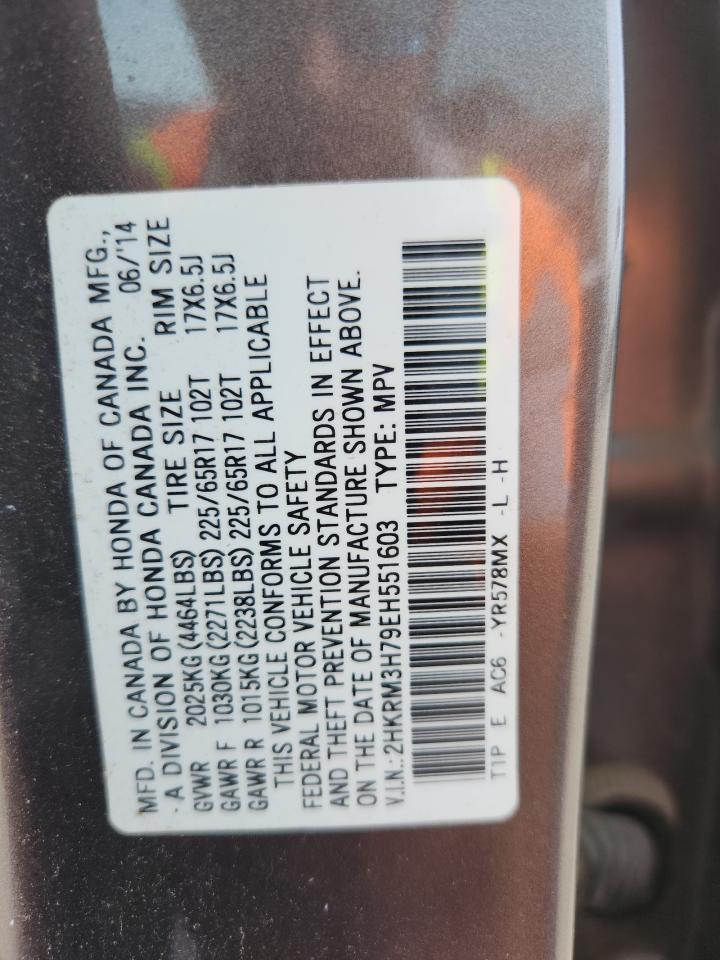 MFD. IN CANADA BY HONDA OF CANADA MFG.,
- A DIVISION OF HONDA CANADA INC. 06/'14
GVWR 2025KG(4464LBS) TIRE SIZE RIM SIZE
GAWR F 1030KG(2271LBS) 225/65R17 102T 17X6.5J
GAWR R 1015KG(2238LBS) 225/65R17 102T 17X6.5J
THIS VEHICLE CONFORMS TO ALL APPLICABLE
FEDERAL MOTOR VEHICLE SAFETY
AND THEFT PREVENTION STANDARDS IN EFFECT
ON THE DATE OF MANUFACTURE SHOWN ABOVE.
V.I.N.: 2HKRM3H79EH551603 TYPE: MPV
T1P E AC6 -YR578MX -L -H